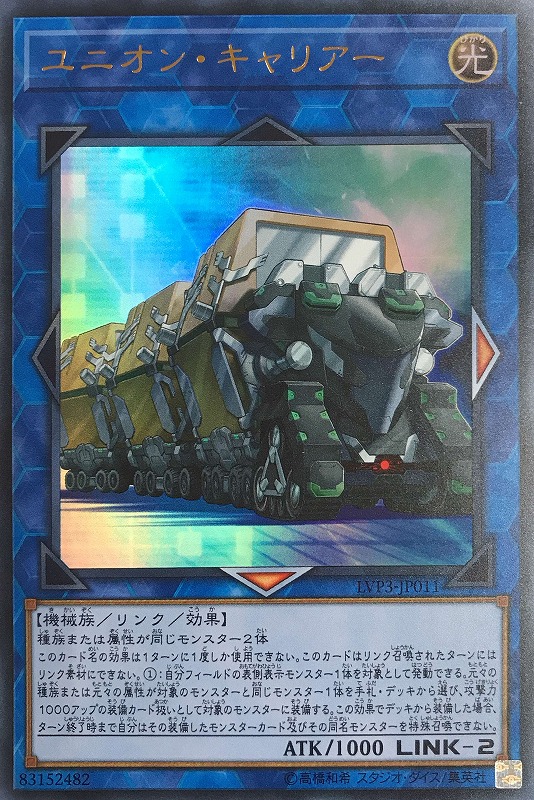 ユニオン・キャリアー
光
LVP3-JP011
【機械族／リンク／効果】
種族または属性が同じモンスター２体
このカード名の効果は１ターンに１度しか使用できない。このカードはリンク召喚されたターンには
リンク素材にできない。①：自分フィールドの表側表示モンスター１体を対象として発動できる。元々の
種族または元々の属性が対象のモンスターと同じモンスター１体を手札・デッキから選び、攻撃力
1000アップの装備カード扱いとして対象のモンスターに装備する。この効果でデッキから装備した場合、
ターン終了時まで自分はその装備したモンスターカード及びその同名モンスターを特殊召喚できない。
ATK/1000 LINK-2
83152482 ©高橋和希 スタジオ・ダイス/集英社